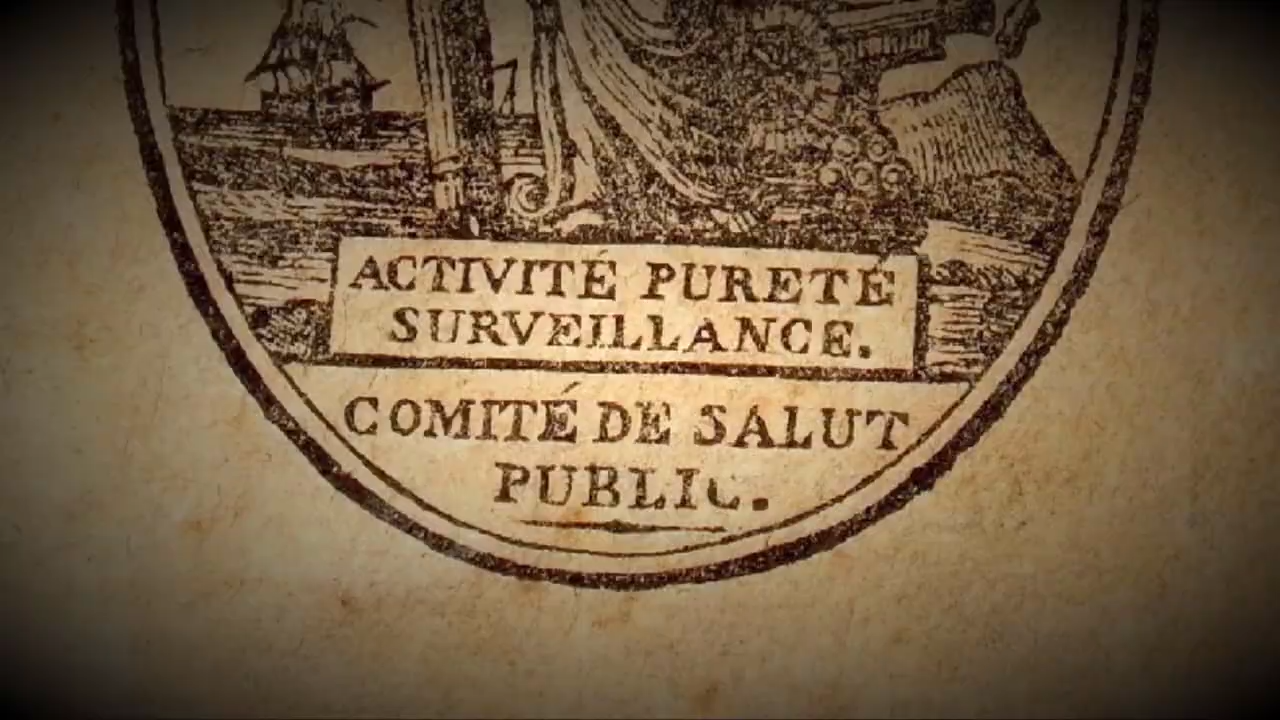 ACTIVITÉ PURETÉ
SURVEILLANCE.
COMITÉ DE SALUT
PUBLIC.